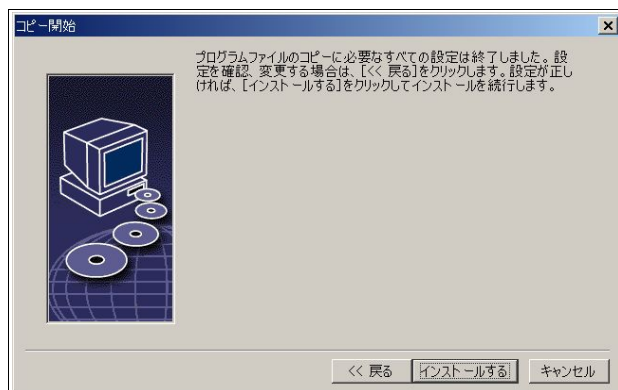 コピー開始
プログラムファイルのコピーに必要なすべての設定は終了しました。設
定を確認、変更する場合は、[<< 戻る]をクリックします。設定が正し
ければ、[インストールする]をクリックしてインストールを続行します。
<< 戻る
インストールする
キャンセル